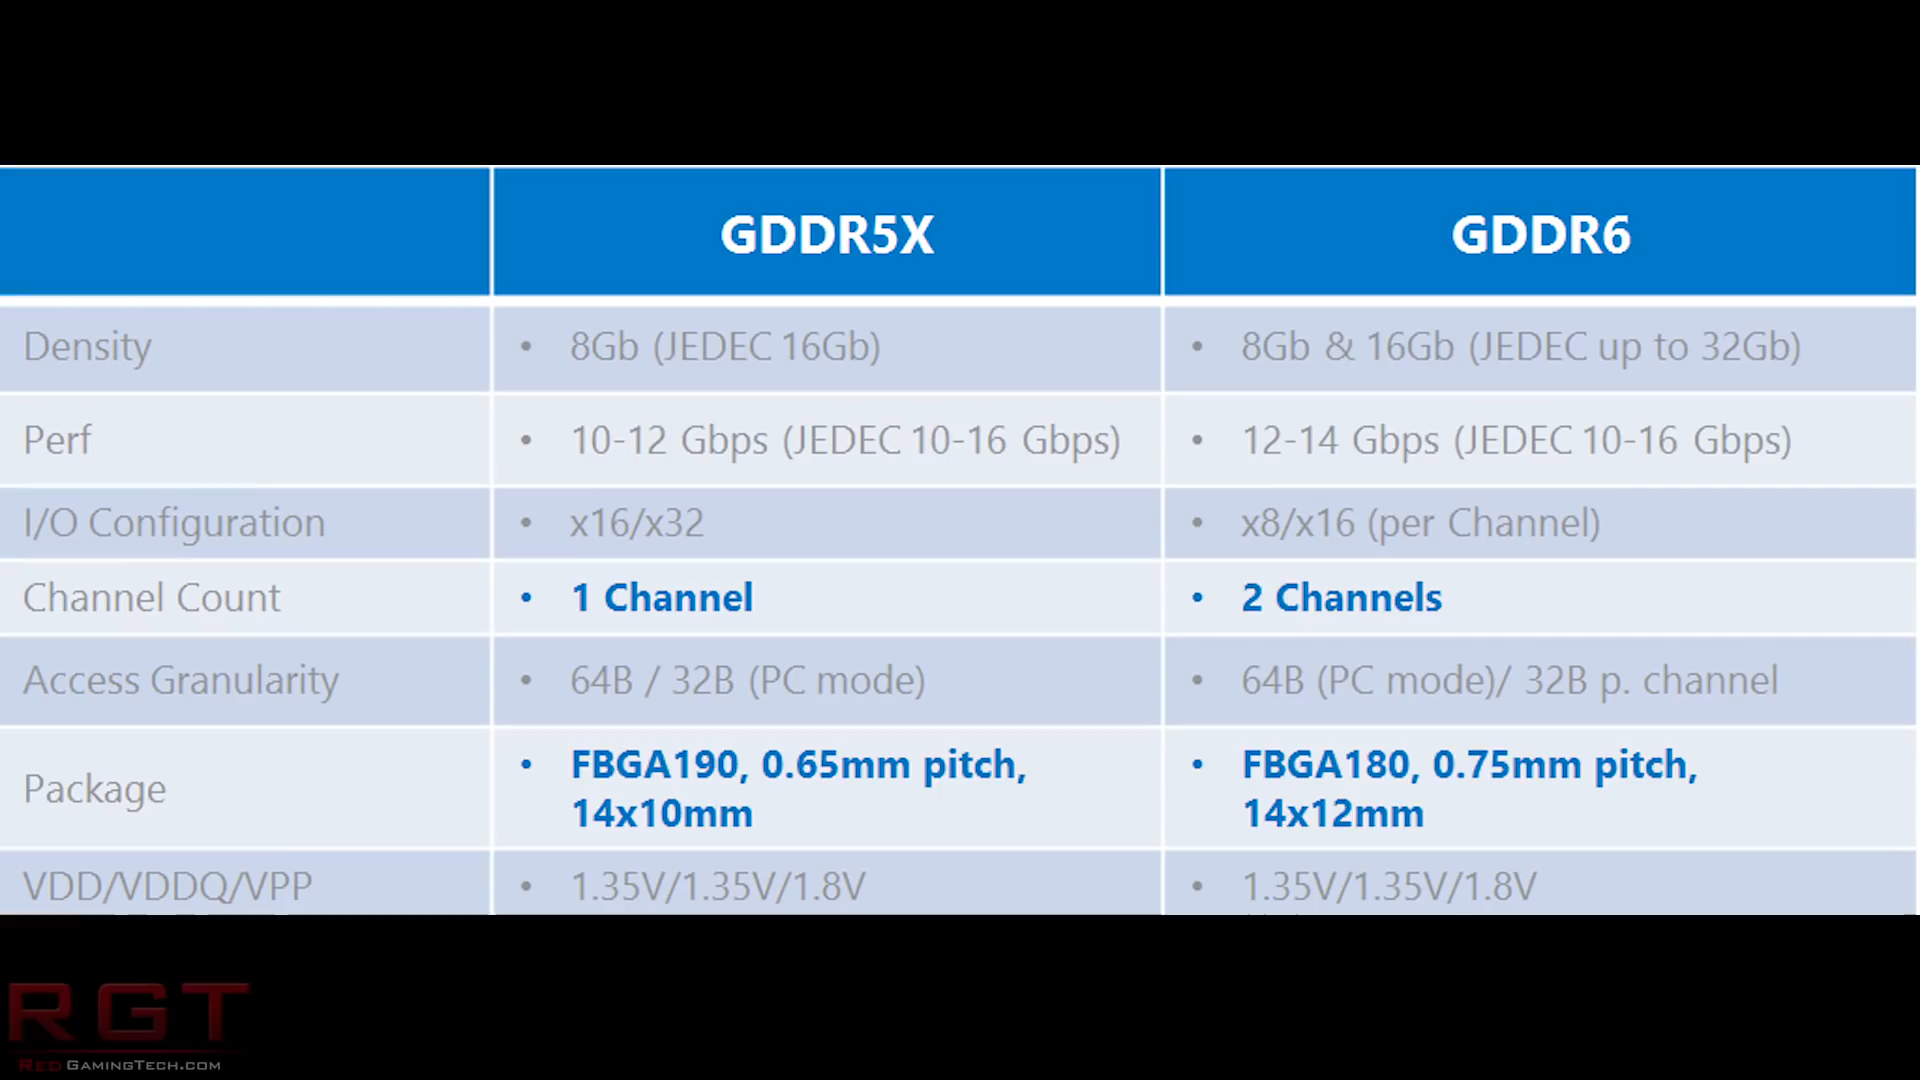 GDDR5X GDDR6
Density • 8Gb (JEDEC 16Gb) • 8Gb & 16Gb (JEDEC up to 32Gb)
Perf • 10-12 Gbps (JEDEC 10-16 Gbps) • 12-14 Gbps (JEDEC 10-16 Gbps)
I/O Configuration • x16/x32 • x8/x16 (per Channel)
Channel Count • 1 Channel • 2 Channels
Access Granularity • 64B / 32B (PC mode) • 64B (PC mode)/ 32B p. channel
Package • FBGA190, 0.65mm pitch, • FBGA180, 0.75mm pitch,
14x10mm 14x12mm
VDD/VDDQ/VPP • 1.35V/1.35V/1.8V • 1.35V/1.35V/1.8V
RGT
REDGAMINGTECH.COM